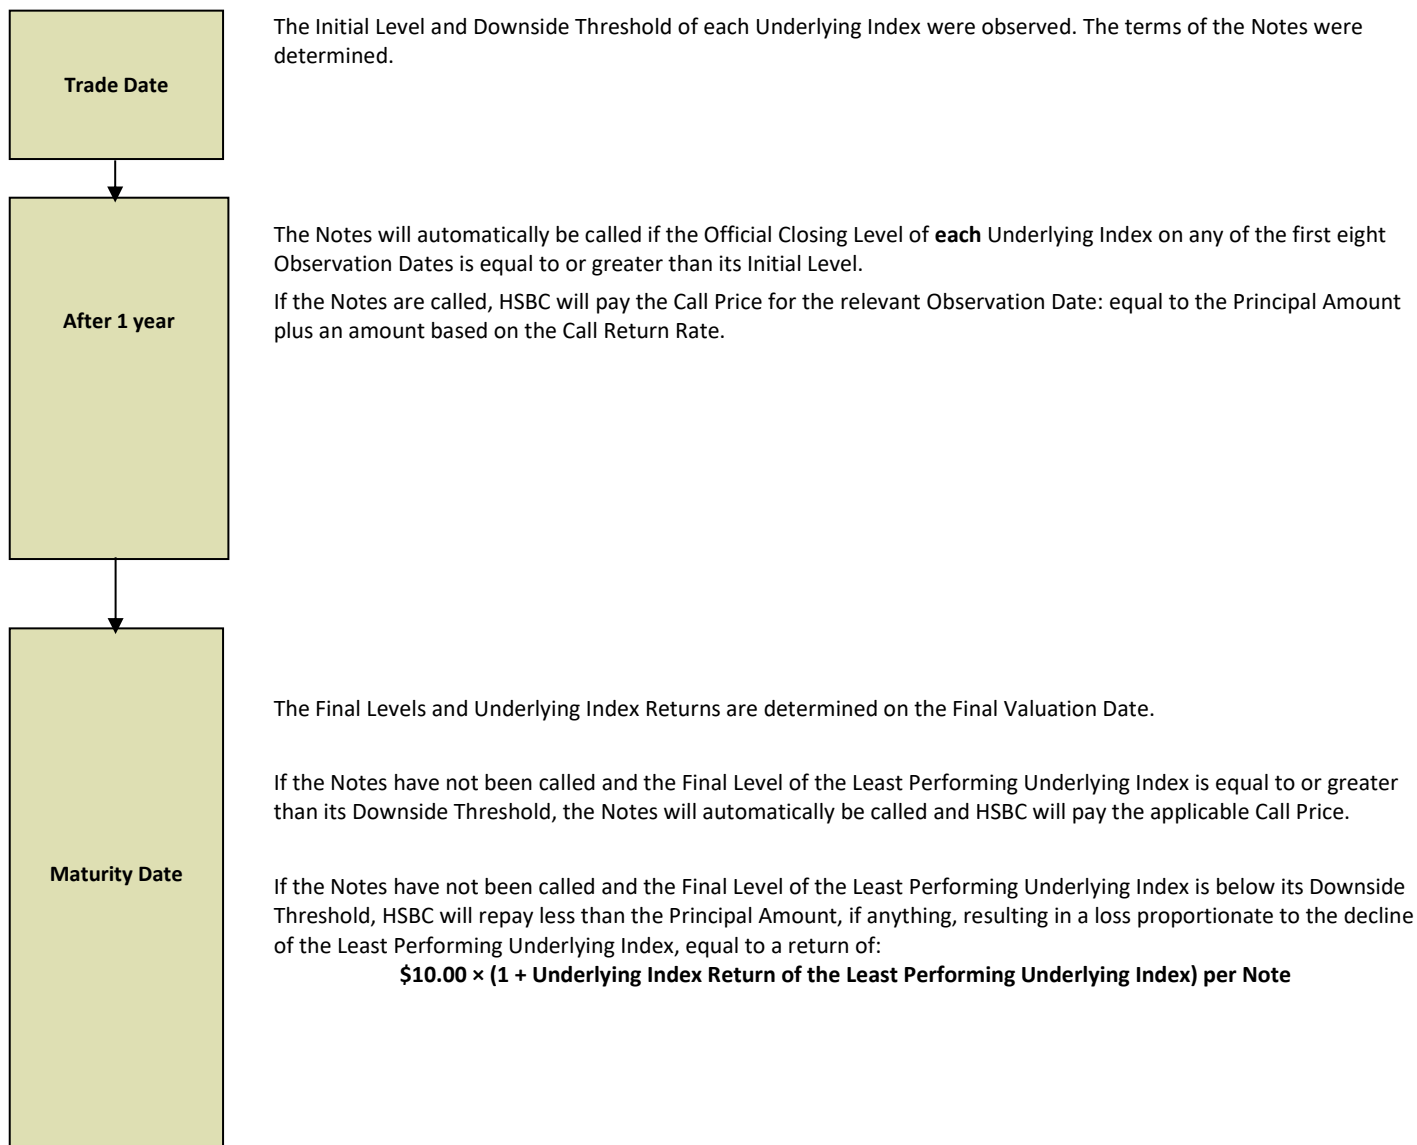 The Initial Level and Downside Threshold of each Underlying Index were observed. The terms of the Notes were
determined.
Trade Date
The Notes will automatically be called if the Official Closing Level of each Underlying Index on any of the first eight
Observation Dates is equal to or greater than its Initial Level.
If the Notes are called, HSBC will pay the Call Price for the relevant Observation Date: equal to the Principal Amount
plus an amount based on the Call Return Rate.
After 1 year
The Final Levels and Underlying Index Returns are determined on the Final Valuation Date.
If the Notes have not been called and the Final Level of the Least Performing Underlying Index is equal to or greater
than its Downside Threshold, the Notes will automatically be called and HSBC will pay the applicable Call Price.
Maturity Date
If the Notes have not been called and the Final Level of the Least Performing Underlying Index is below its Downside
Threshold, HSBC will repay less than the Principal Amount, if anything, resulting in a loss proportionate to the decline
of the Least Performing Underlying Index, equal to a return of:
$10.00 × (1 + Underlying Index Return of the Least Performing Underlying Index) per Note